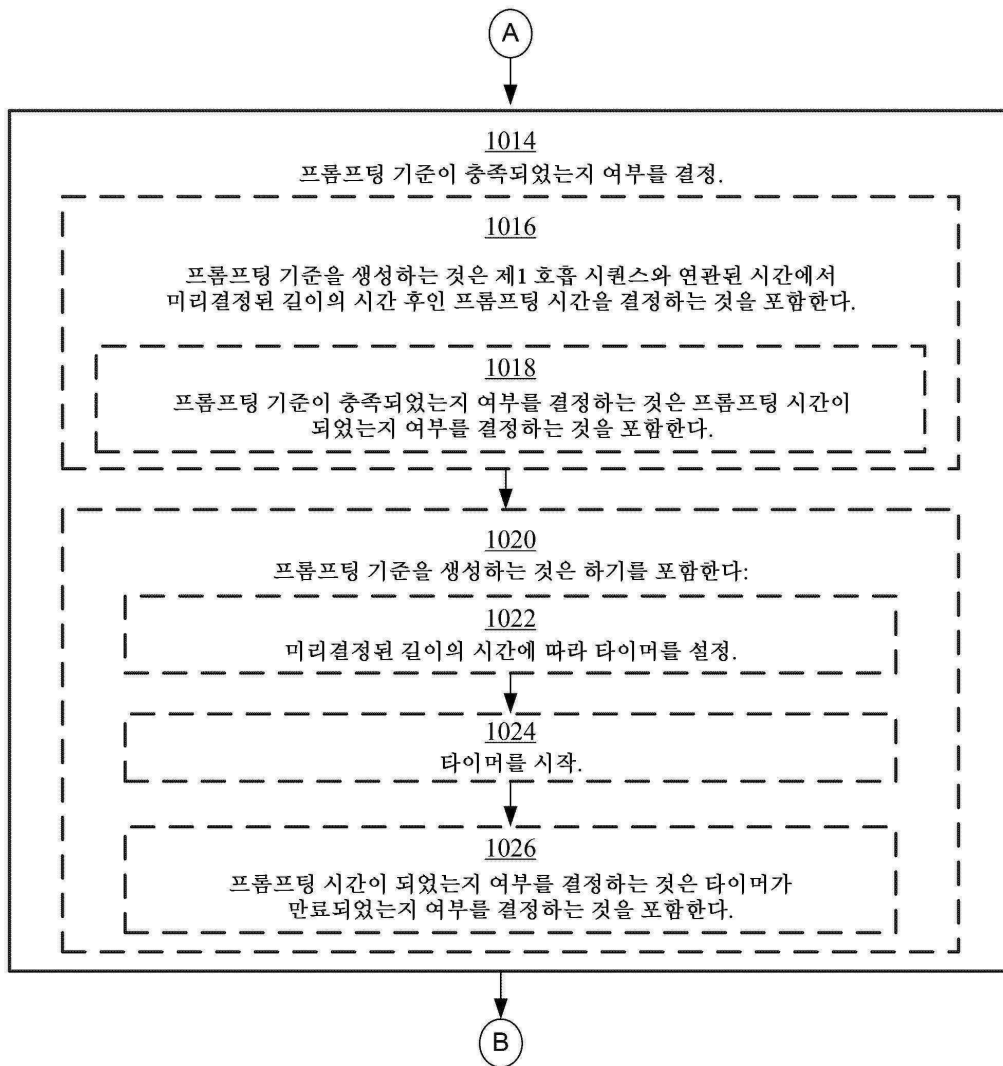 A
1014
프롬프팅 기준이 충족되었는지 여부를 결정.
1016
프롬프팅 기준을 생성하는 것은 제1 호흡 시퀀스와 연관된 시간에서
미리결정된 길이의 시간 후인 프롬프팅 시간을 결정하는 것을 포함한다.
1018
프롬프팅 기준이 충족되었는지 여부를 결정하는 것은 프롬프팅 시간이
되었는지 여부를 결정하는 것을 포함한다.
1020
프롬프팅 기준을 생성하는 것은 하기를 포함한다:
1022
미리결정된 길이의 시간에 따라 타이머를 설정.
1024
타이머를 시작.
1026
프롬프팅 시간이 되었는지 여부를 결정하는 것은 타이머가
만료되었는지 여부를 결정하는 것을 포함한다.
B